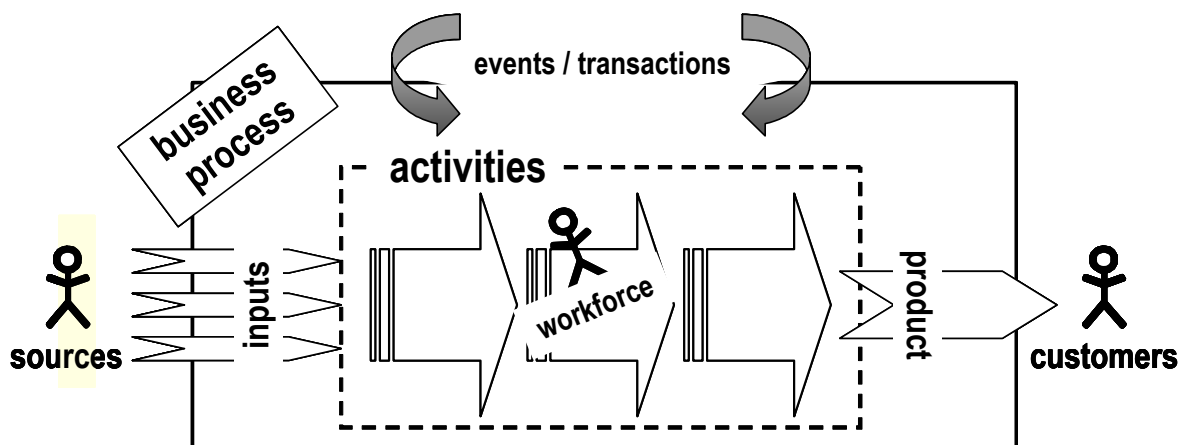 events / transactions
business
process
activities
inputs
workforce
product
sources
customers